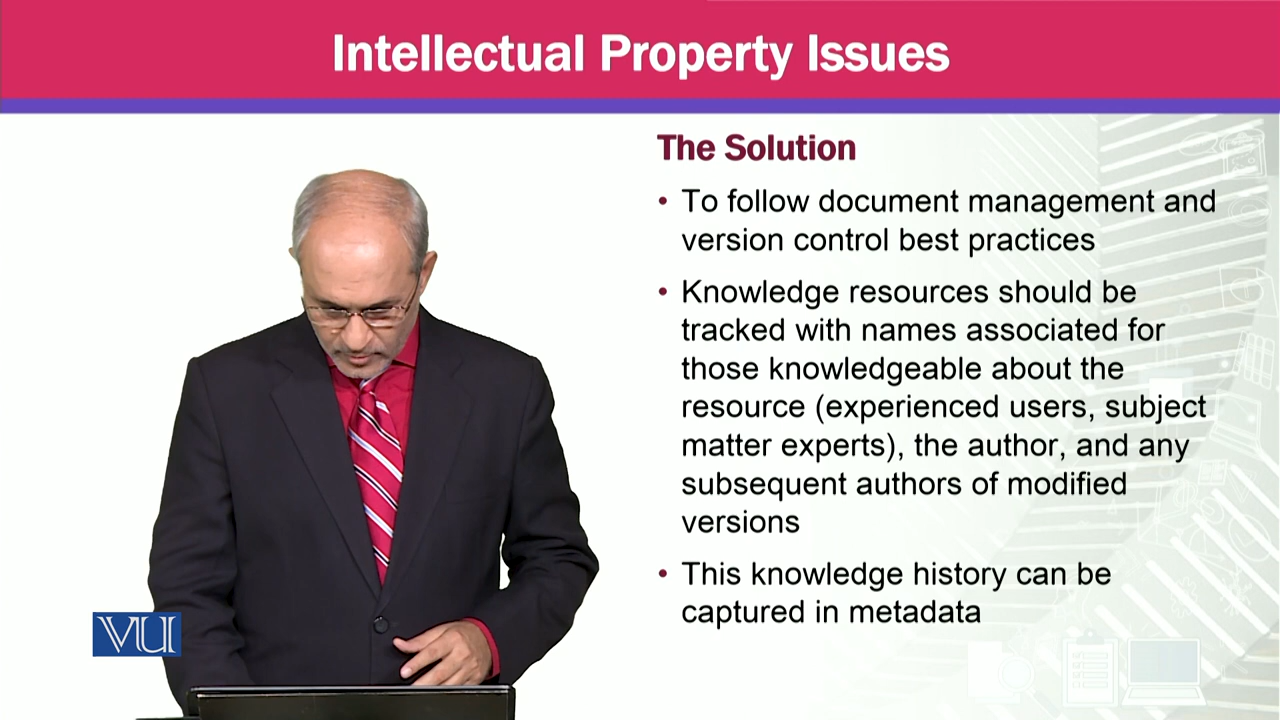 Intellectual Property Issues
The Solution
• To follow document management and
version control best practices
• Knowledge resources should be
tracked with names associated for
those knowledgeable about the
resource (experienced users, subject
matter experts), the author, and any
subsequent authors of modified
versions
• This knowledge history can be
captured in metadata
VU